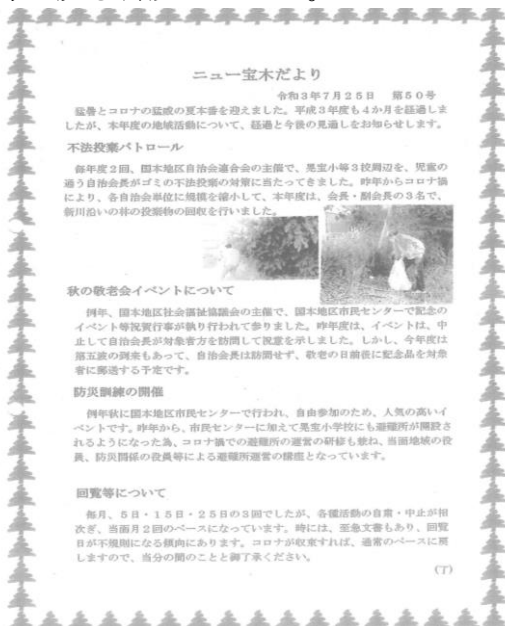 ニュー宝木だより
令和3年7月25日 第50号
猛暑とコロナの猛威の夏本番を迎えました。平成3年度も4か月を経過しま
したが、本年度の地域活動について、経過と今後の見通しをお知らせします。
不法投棄パトロール
毎年度2回、国本地区自治会連合会の主催で、晃宝小等3校周辺を、児童の
通う自治会長がゴミの不法投棄の対策に当たってきました。昨年からコロナ禍
により、各自治会単位に規模を縮小して、本年度は、会長・副会長の3名で、
新川沿いの林の投棄物の回収を行いました。
秋の敬老会イベントについて
例年、国本地区社会福祉協議会の主催で、国本地区市民センターで記念の
イベント等祝賀行事が執り行われて参りました。昨年度は、イベントは、中
止して自治会長が対象者方を訪問して祝意を示しました。しかし、今年度は
第五波の到来もあって、自治会長は訪問せず、敬老の日前後に記念品を対象
者に郵送する予定です。
防災訓練の開催
例年秋に国本地区市民センターで行われ、自由参加のため、人気の高いイ
ベントです。昨年から、市民センターに加えて晃宝小学校にも避難所が開設さ
れるようになった為、コロナ禍での避難所の運営の研修も兼ね、当面地域の役
員、防災関係の役員等による避難所運営の構座となっています。
回覧等について
毎月、5日・15日・25日の3回でしたが、各種活動の自粛・中止が相
次ぎ、当面月2回のペースになっています。時には、至急文書もあり、回覧
日が不規則になる傾向にあります。コロナが収束すれば、通常のペースに戻
しますので、当分の間のことと御了承ください。
(T)